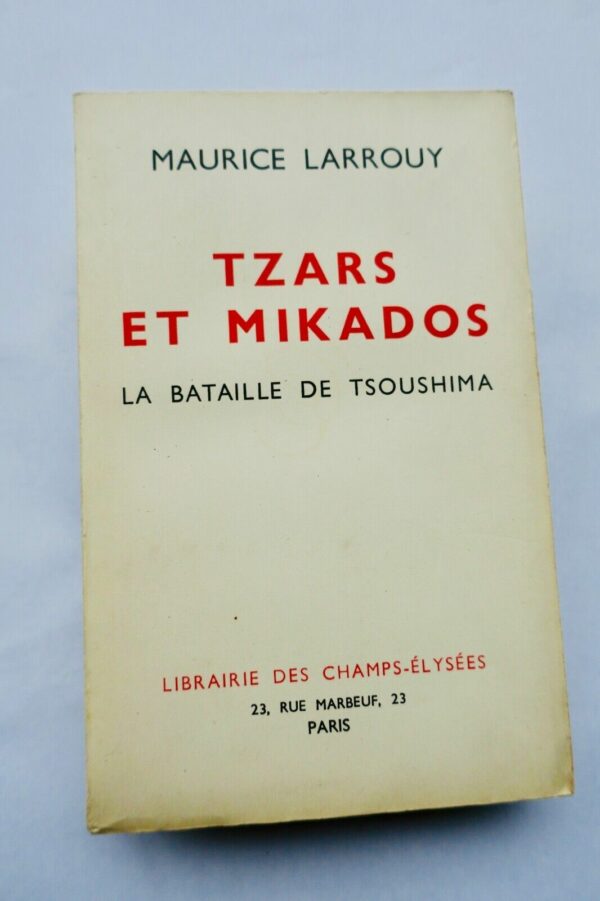 MAURICE LARROUY
TZARS
ET MIKADOS
LA BATAILLE DE TSOUSHIMA
LIBRAIRIE DES CHAMPS-ÉLYSÉES
23, RUE MARBEUF, 23
PARIS